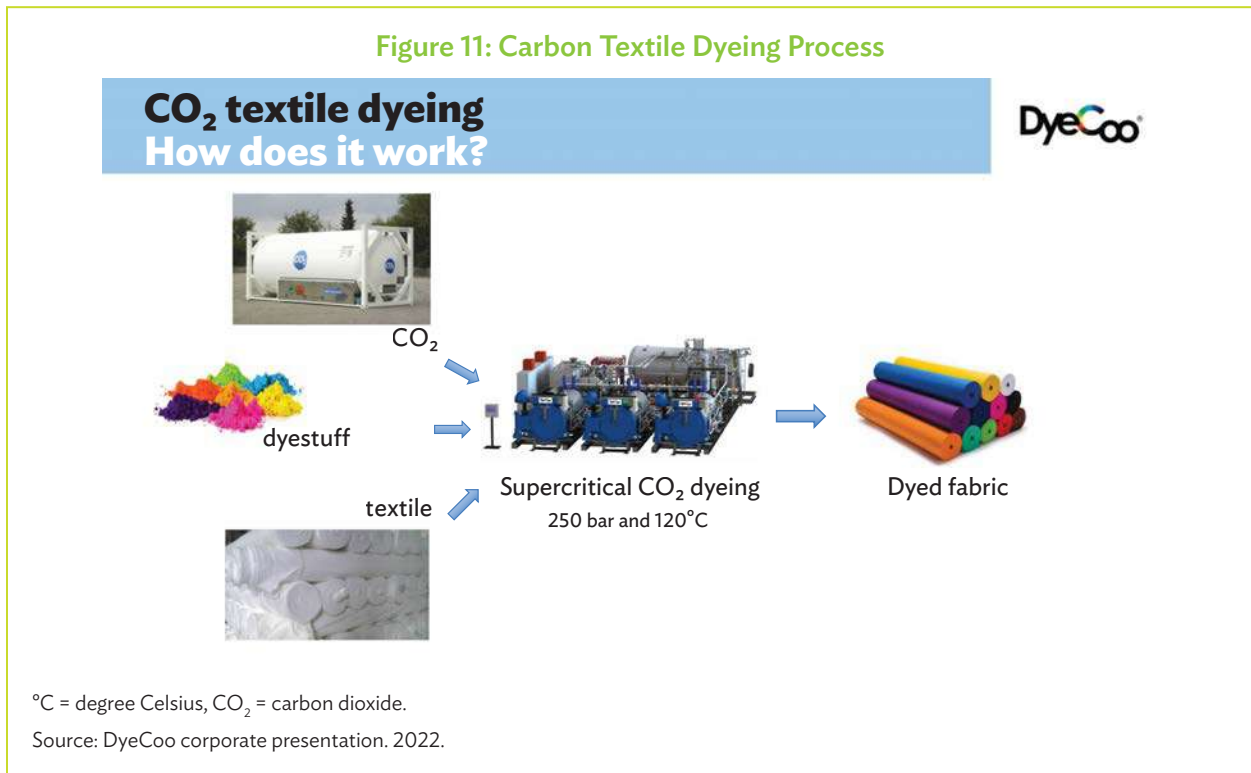 Figure 11: Carbon Textile Dyeing Process
CO₂ textile dyeing
How does it work?
DyeCoo®
CO₂
dyestuff
textile
Supercritical CO₂ dyeing
250 bar and 120°C
Dyed fabric
°C = degree Celsius, CO₂ = carbon dioxide.
Source: DyeCoo corporate presentation. 2022.